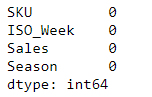 SKU 0
ISO_Week 0
Sales 0
Season 0
dtype: int64